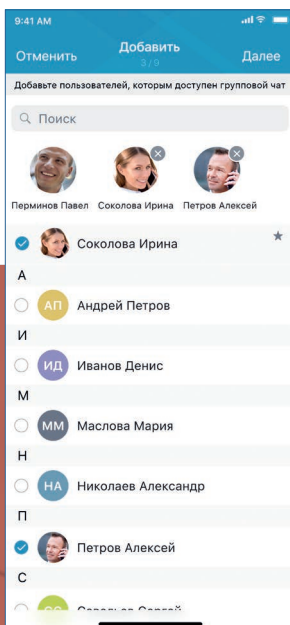 9:41 AM
Отменить
Добавить
3/9
Далее
Добавьте пользователей, которым доступен групповой чат
Поиск
Перминов Павел
Соколова Ирина
Петров Алексей
Соколова Ирина
А
АП
Андрей Петров
И
ИД
Иванов Денис
М
ММ
Маслова Мария
Н
НА
Николаев Александр
П
Петров Алексей
С